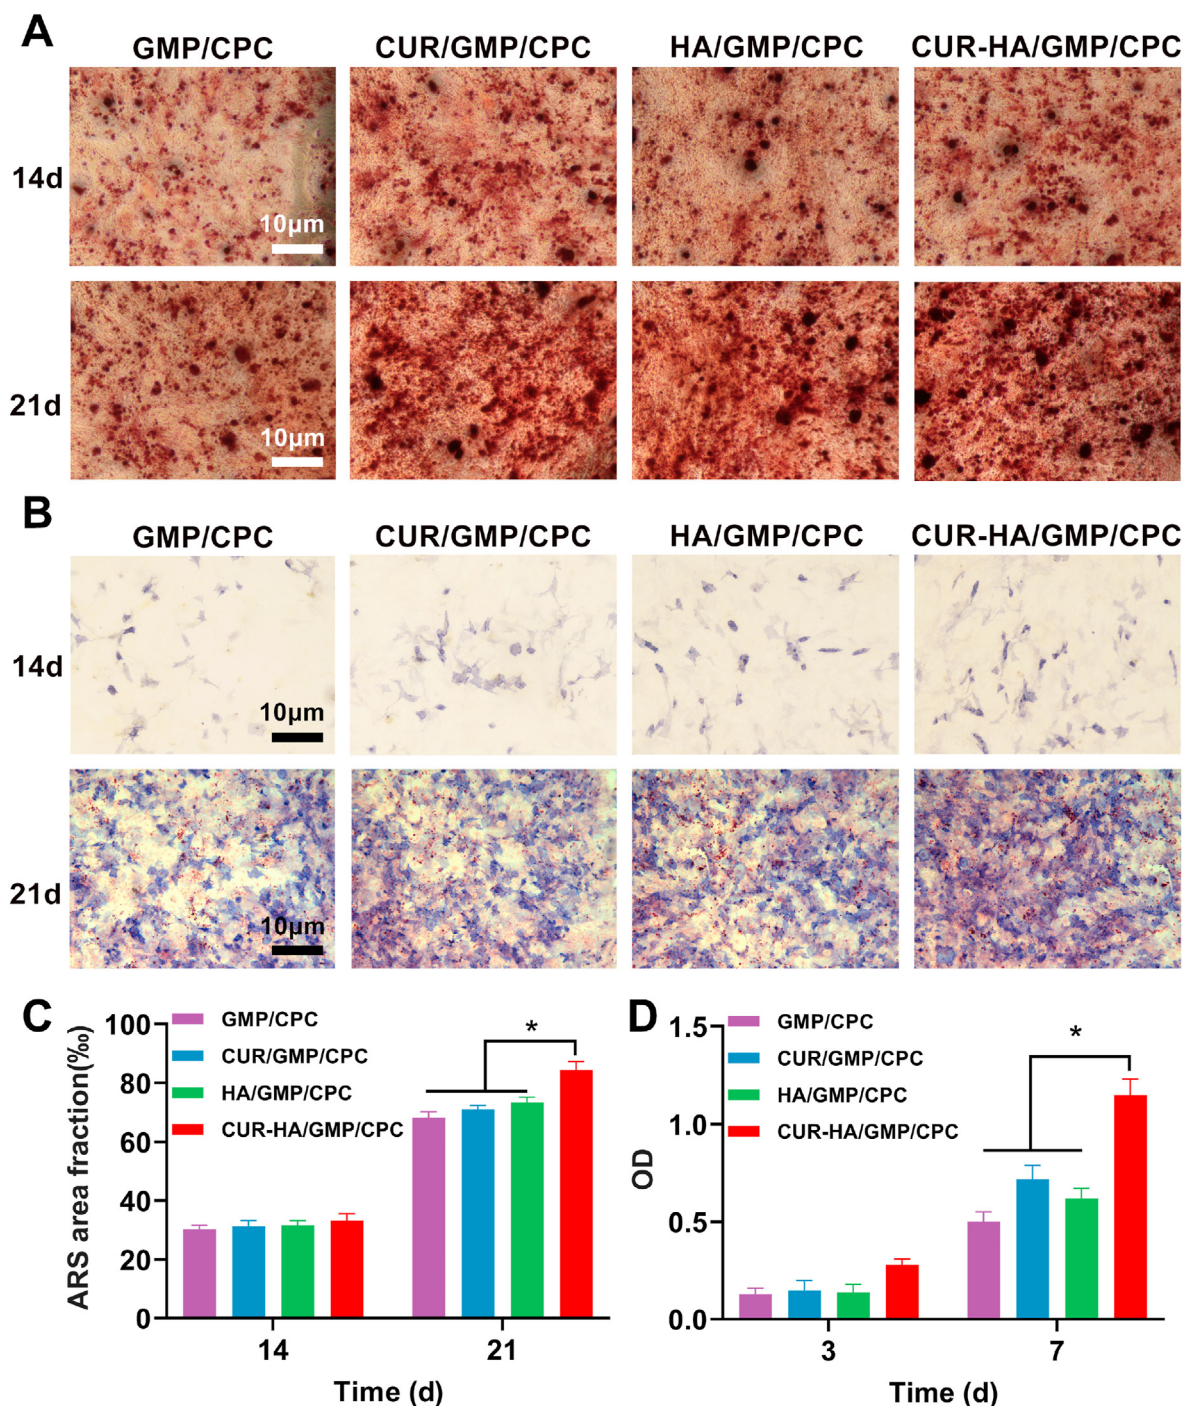 A
GMP/CPC CUR/GMP/CPC HA/GMP/CPC CUR-HA/GMP/CPC
14d
10μm
21d
10μm
B
GMP/CPC CUR/GMP/CPC HA/GMP/CPC CUR-HA/GMP/CPC
14d
10μm
21d
10μm
C
ARS area fraction(‰)
100
80
60
40
20
0
GMP/CPC
CUR/GMP/CPC
HA/GMP/CPC
CUR-HA/GMP/CPC
*
14 21
Time (d)
D
OD
1.5
1.0
0.5
0.0
GMP/CPC
CUR/GMP/CPC
HA/GMP/CPC
CUR-HA/GMP/CPC
*
3 7
Time (d)